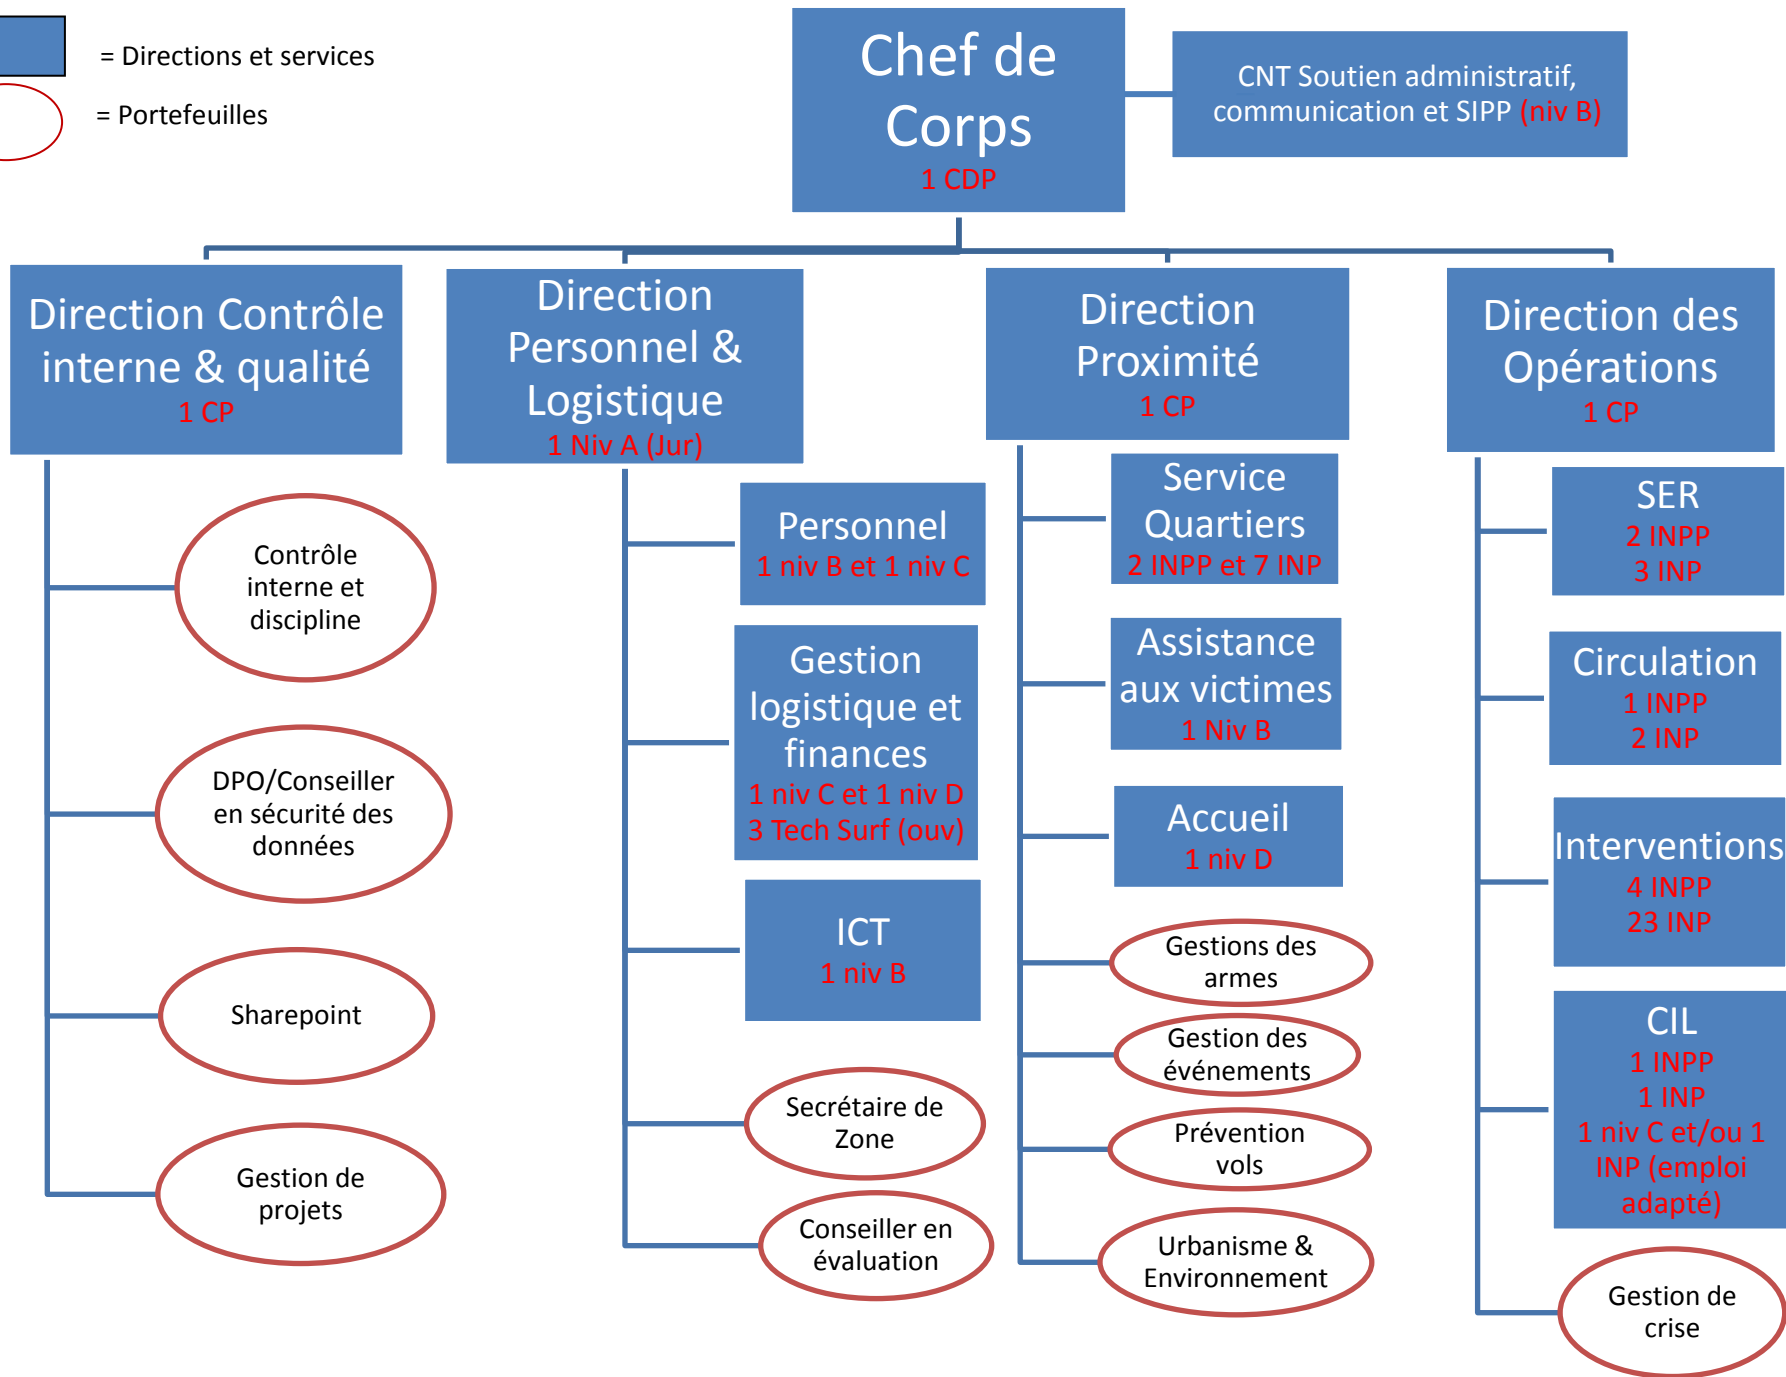 = Directions et services
= Portefeuilles
Chef de
Corps
1 CDP
CNT Soutien administratif,
communication et SIPP (niv B)
Direction Contrôle
interne & qualité
1 CP
Contrôle
interne et
discipline
DPO/Conseiller
en sécurité des
données
Sharepoint
Gestion de
projets
Direction
Personnel &
Logistique
1 Niv A (Jur)
Personnel
1 niv B et 1 niv C
Gestion
logistique et
finances
1 niv C et 1 niv D
3 Tech Surf (ouv)
ICT
1 niv B
Secrétaire de
Zone
Conseiller en
évaluation
Direction
Proximité
1 CP
Service
Quartiers
2 INPP et 7 INP
Assistance
aux victimes
1 Niv B
Accueil
1 niv D
Gestions des
armes
Gestion des
événements
Prévention
vols
Urbanisme &
Environnement
Direction des
Opérations
1 CP
SER
2 INPP
3 INP
Circulation
1 INPP
2 INP
Interventions
4 INPP
23 INP
CIL
1 INPP
1 INP
1 niv C et/ou 1
INP (emploi
adapté)
Gestion de
crise